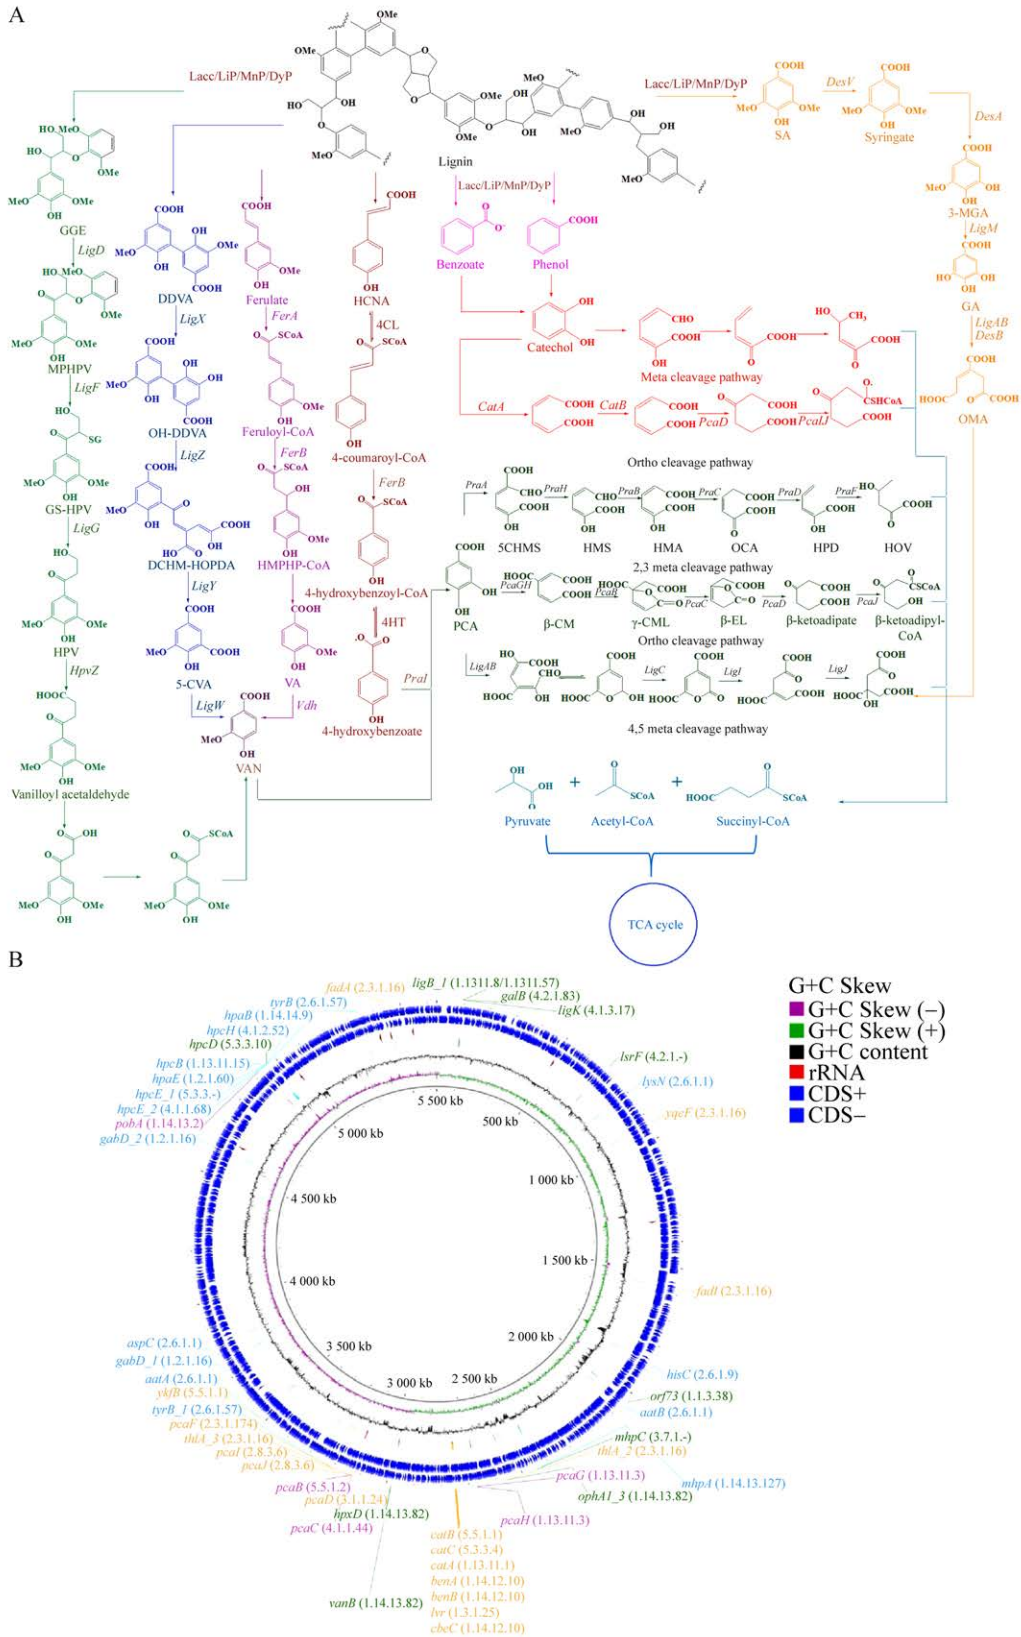 A
Lacc/LiP/MnP/DyP
Lignin
Lacc/LiP/MnP/DyP
Lacc/LiP/MnP/DyP
GGE
LigD
MPHPV
LigF
GS-HPV
LigG
HPV
HpvZ
Vanilloyl acetaldehyde
DDVA
LigX
OH-DDVA
LigZ
DCHM-HOPDA
LigY
5-CVA
LigW
VAN
Ferulate
FerA
Feruloyl-CoA
FerB
HMPHP-CoA
VA
Vdh
HCNA
4CL
4-coumaroyl-CoA
FerB
4-hydroxybenzoyl-CoA
4HT
4-hydroxybenzoate
PraI
Benzoate
Phenol
Catechol
Meta cleavage pathway
CatA
CatB
PcaD
PcaIJ
Ortho cleavage pathway
SA
DesV
Syringate
DesA
3-MGA
LigM
GA
LigAB
DesB
OMA
PraA
PraH
PraB
PraC
PraD
PraF
5CHMS
HMS
HMA
OCA
HPD
HOV
2,3 meta cleavage pathway
PCA
PcaGH
β-CM
PcaB
γ-CML
PcaC
β-EL
PcaD
β-ketoadipate
PcaJ
β-ketoadipyl-
CoA
Ortho cleavage pathway
LigAB
LigC
LigI
LigJ
4,5 meta cleavage pathway
Pyruvate
+
Acetyl-CoA
+
Succinyl-CoA
TCA cycle
B
fadA (2.3.1.16)
ligB_1 (1.1311.8/1.1311.57)
galB (4.2.1.83)
ligK (4.1.3.17)
lsrF (4.2.1.-)
lysN (2.6.1.1)
yqeF (2.3.1.16)
fadI (2.3.1.16)
hisC (2.6.1.9)
orf73 (1.1.3.38)
aatB (2.6.1.1)
mhpC (3.7.1.-)
thlA_2 (2.3.1.16)
mhpA (1.14.13.127)
pcaG (1.13.11.3)
ophA1_3 (1.14.13.82)
pcaH (1.13.11.3)
catB (5.5.1.1)
catC (5.3.3.4)
catA (1.13.11.1)
benA (1.14.12.10)
benB (1.14.12.10)
lvr (1.3.1.25)
cbeC (1.14.12.10)
vanB (1.14.13.82)
pcaC (4.1.1.44)
hpxD (1.14.13.82)
pcaD (3.1.1.24)
pcaB (5.5.1.2)
pcaJ (2.8.3.6)
pcaI (2.8.3.6)
thlA_3 (2.3.1.16)
pcaF (2.3.1.174)
tyrB_1 (2.6.1.57)
ykfB (5.5.1.1)
aatA (2.6.1.1)
gabD_1 (1.2.1.16)
aspC (2.6.1.1)
gabD_2 (1.2.1.16)
pobA (1.14.13.2)
hpcE_2 (4.1.1.68)
hpcE_1 (5.3.3.-)
hpaE (1.2.1.60)
hpcB (1.13.11.15)
hpcD (5.3.3.10)
hpcH (4.1.2.52)
hpaB (1.14.14.9)
tyrB (2.6.1.57)
5 500 kb
500 kb
1 000 kb
1 500 kb
2 000 kb
2 500 kb
3 000 kb
3 500 kb
4 000 kb
4 500 kb
5 000 kb
G+C Skew
G+C Skew (−)
G+C Skew (+)
G+C content
rRNA
CDS+
CDS−